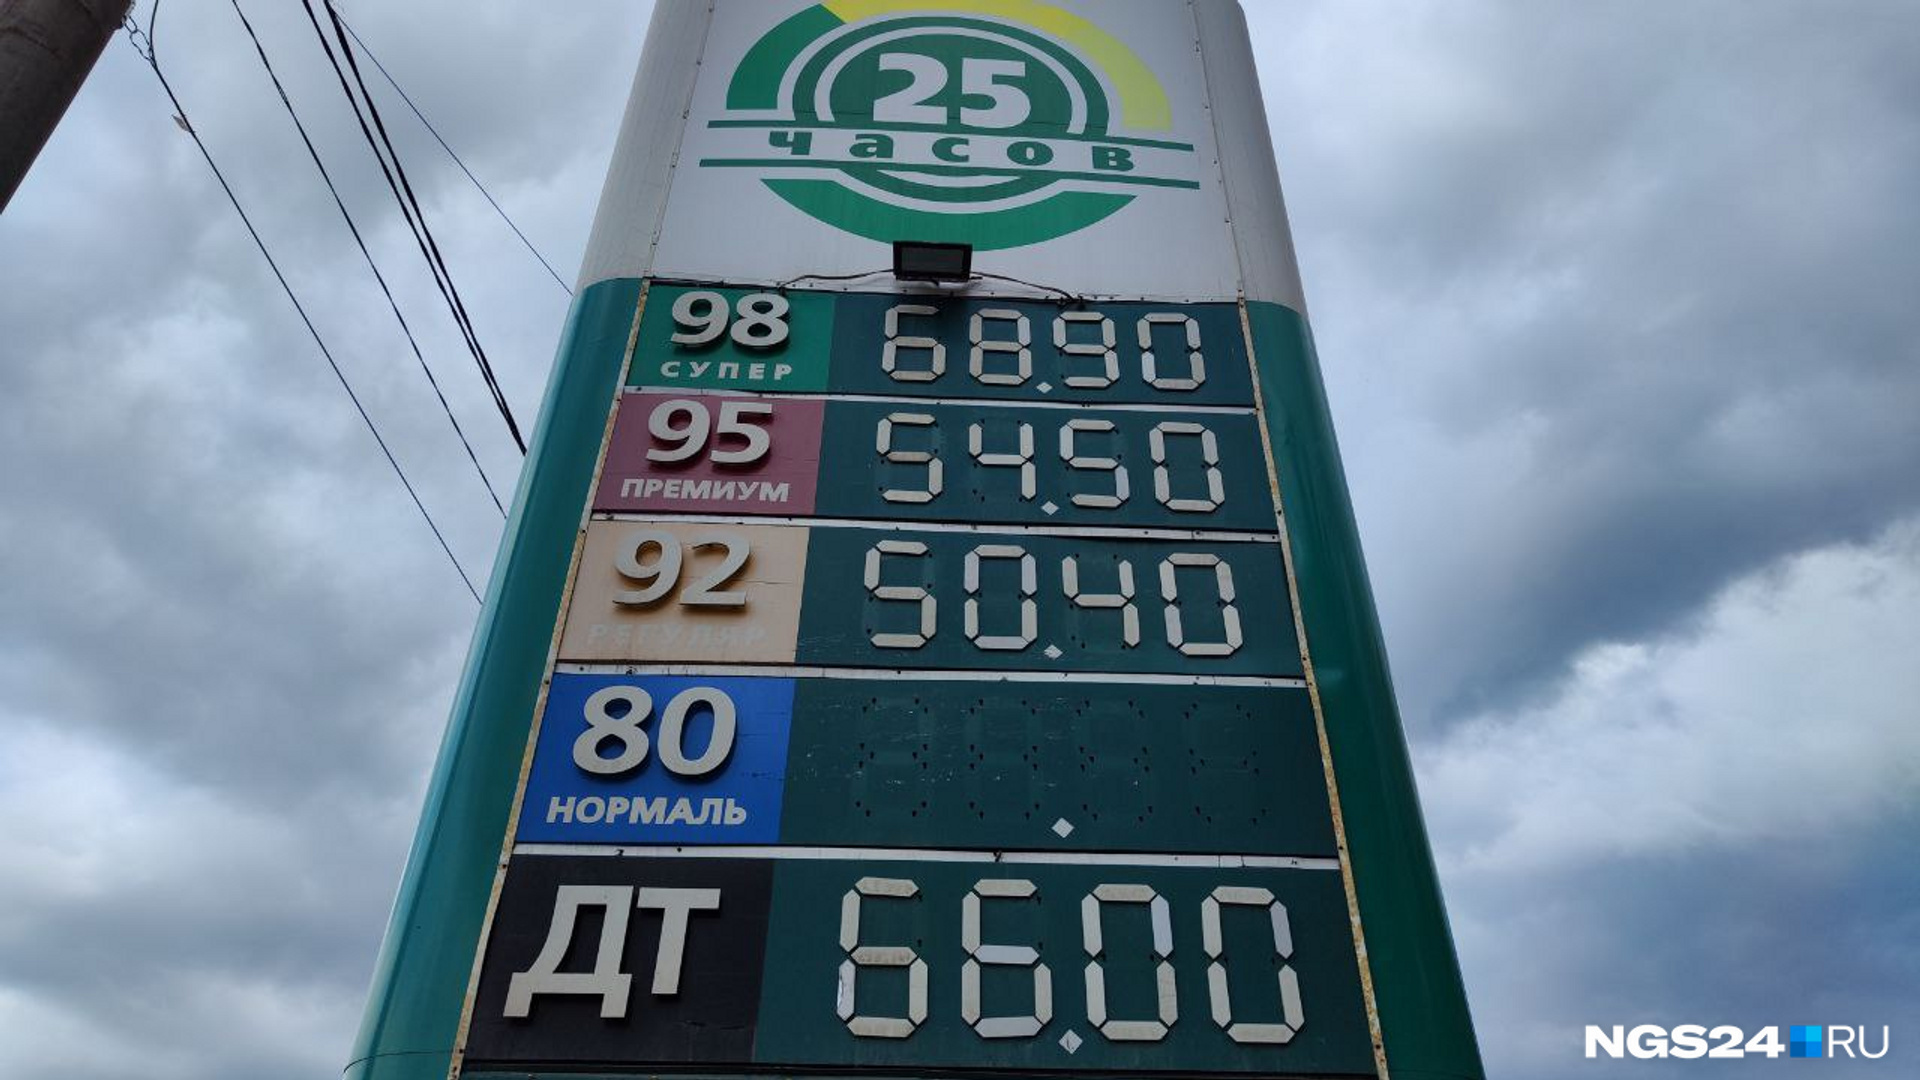 25
часов
98 68.90
СУПЕР
95 54.50
ПРЕМИУМ
92 50.40
РЕГУЛЯР
80 .
НОРМАЛЬ
ДТ 66.00
NGS24.RU